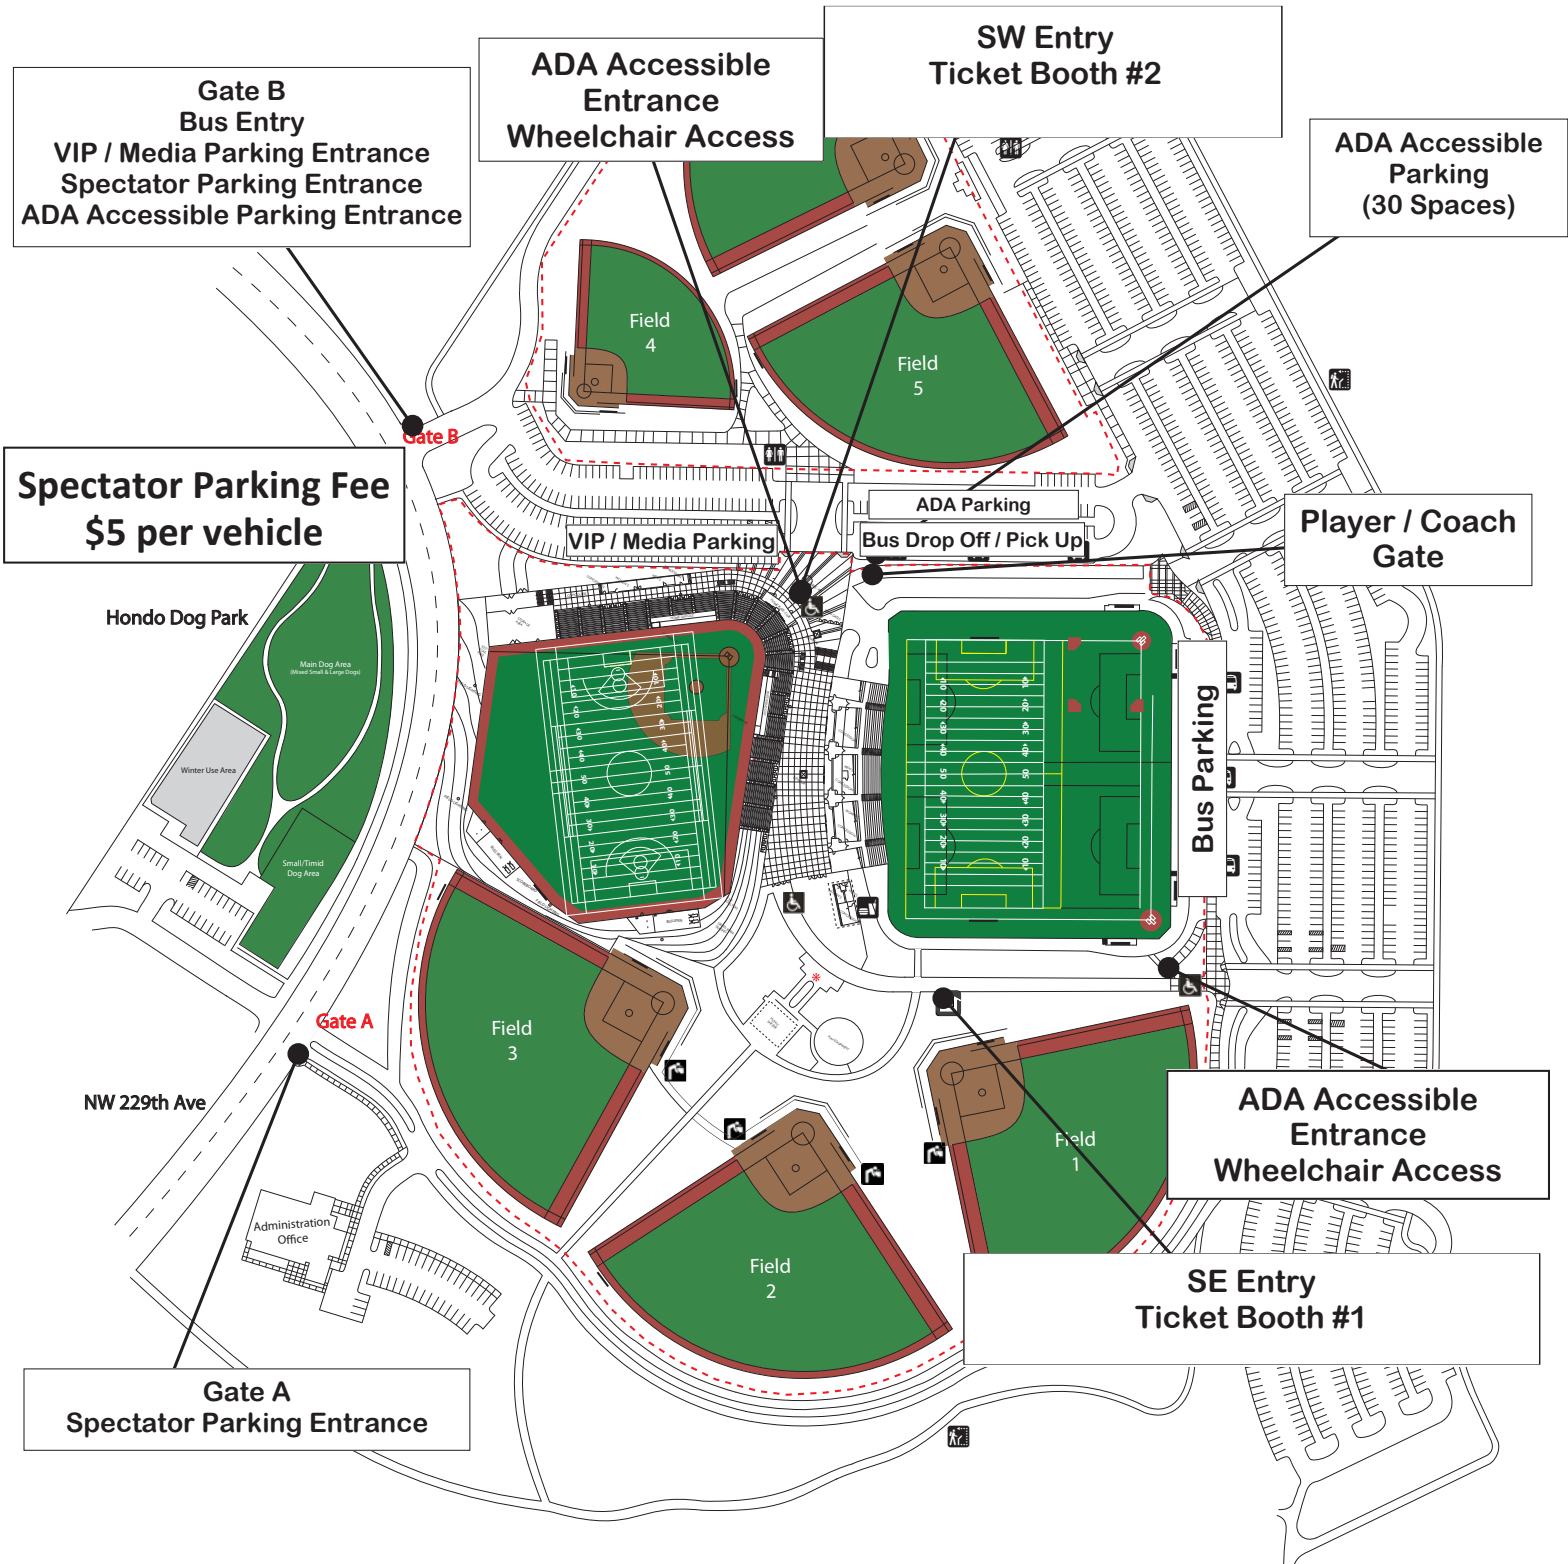 SW Entry
Ticket Booth #2
ADA Accessible
Entrance
Wheelchair Access
Gate B
Bus Entry
VIP / Media Parking Entrance
Spectator Parking Entrance
ADA Accessible Parking Entrance
ADA Accessible
Parking
(30 Spaces)
Field
4
Field
5
Gate B
Spectator Parking Fee
$5 per vehicle
ADA Parking
VIP / Media Parking
Bus Drop Off / Pick Up
Player / Coach
Gate
Hondo Dog Park
Main Dog Area
(Mixed Small & Large Dogs)
Winter Use Area
Small/Timid
Dog Area
Bus Parking
Gate A
Field
3
NW 229th Ave
Field
1
ADA Accessible
Entrance
Wheelchair Access
Administration
Office
Field
2
SE Entry
Ticket Booth #1
Gate A
Spectator Parking Entrance